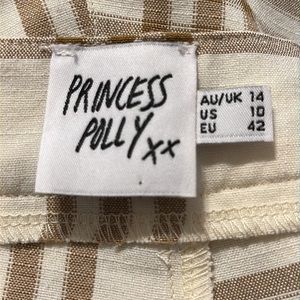 PRINCESS
POLLY xx
AU/UK 14
US 10
EU 42